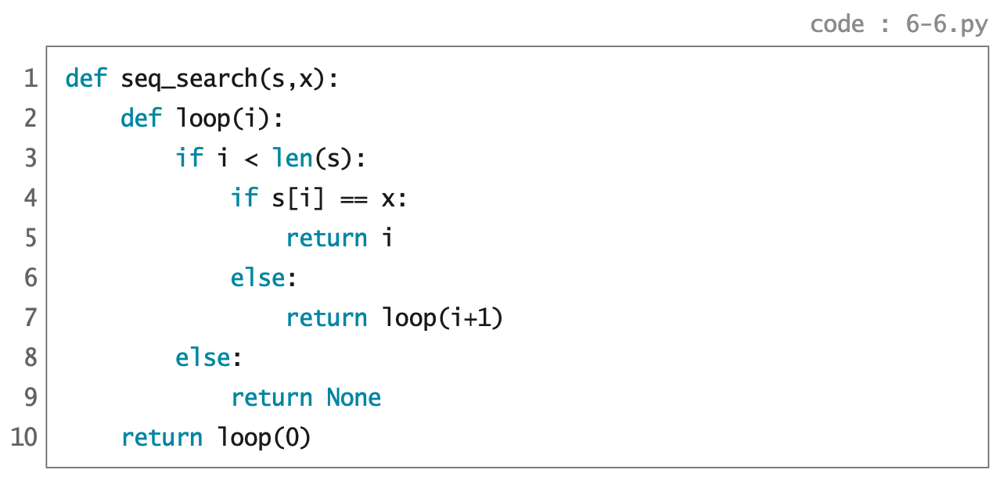 code : 6-6.py
1 def seq_search(s,x):
2     def loop(i):
3         if i < len(s):
4             if s[i] == x:
5                 return i
6             else:
7                 return loop(i+1)
8         else:
9             return None
10     return loop(0)